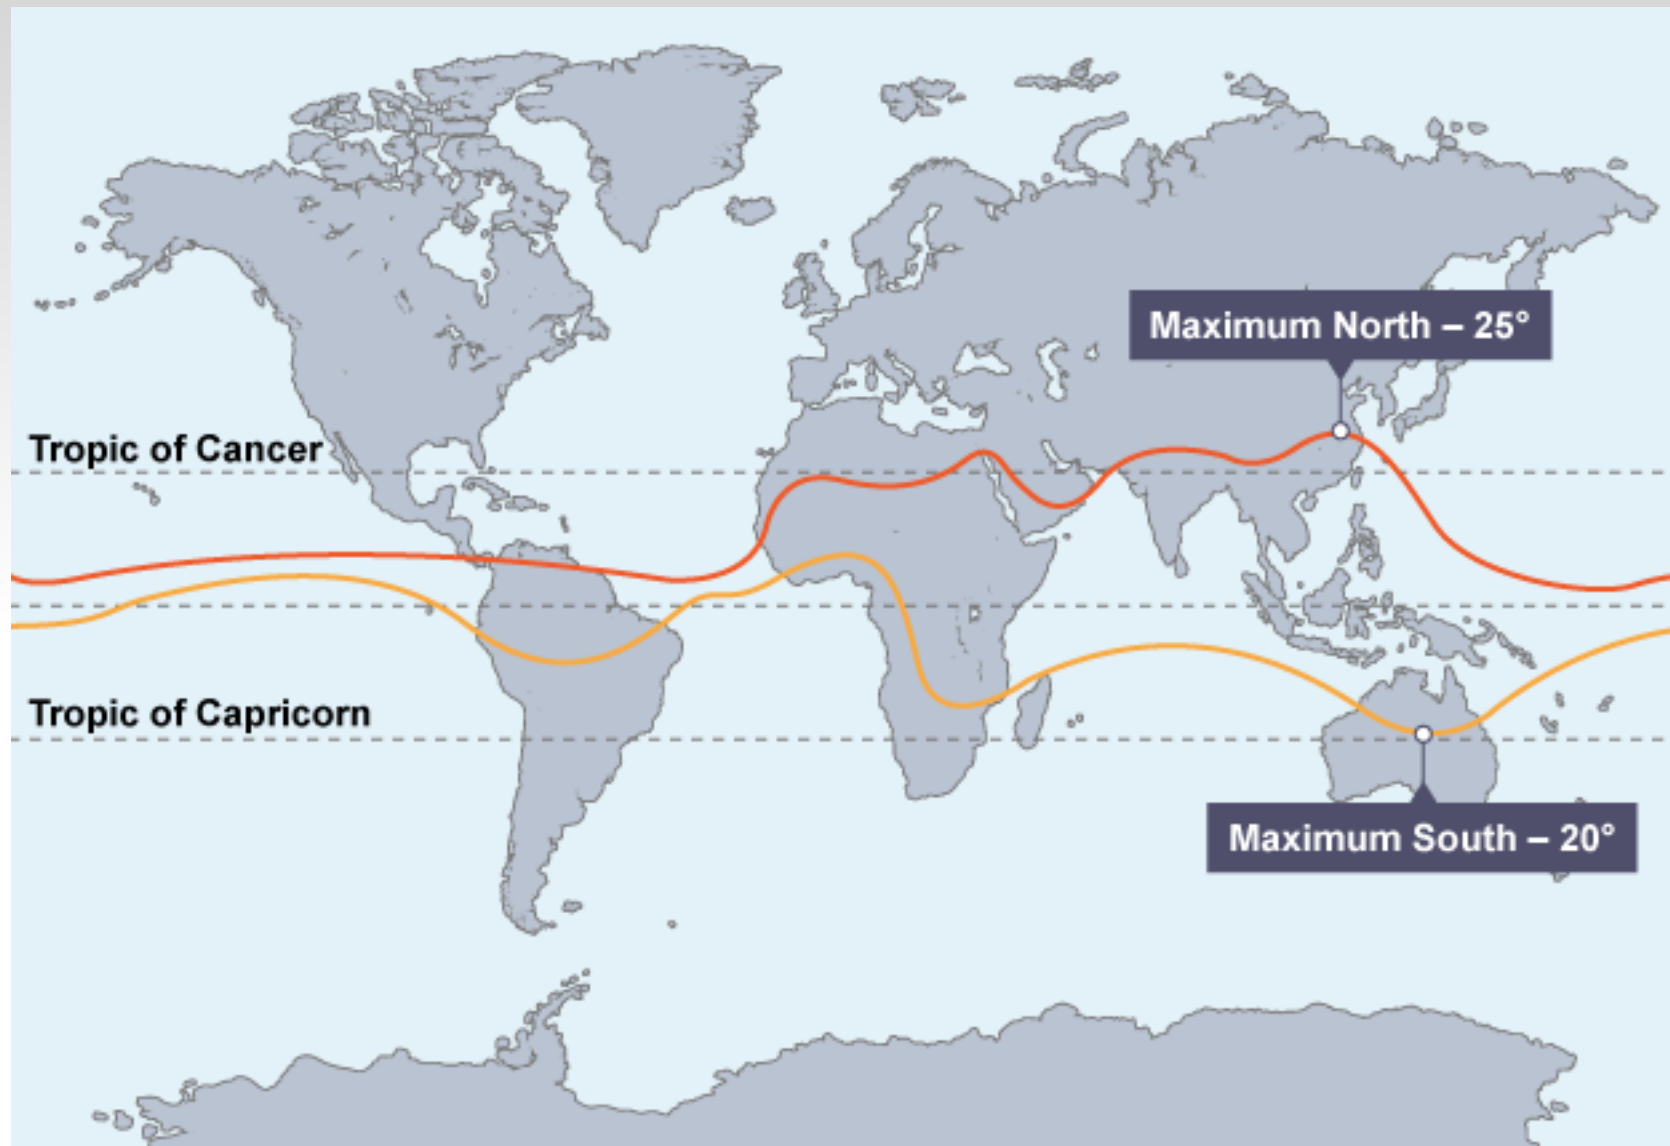 Maximum North – 25°
Tropic of Cancer
Tropic of Capricorn
Maximum South – 20°